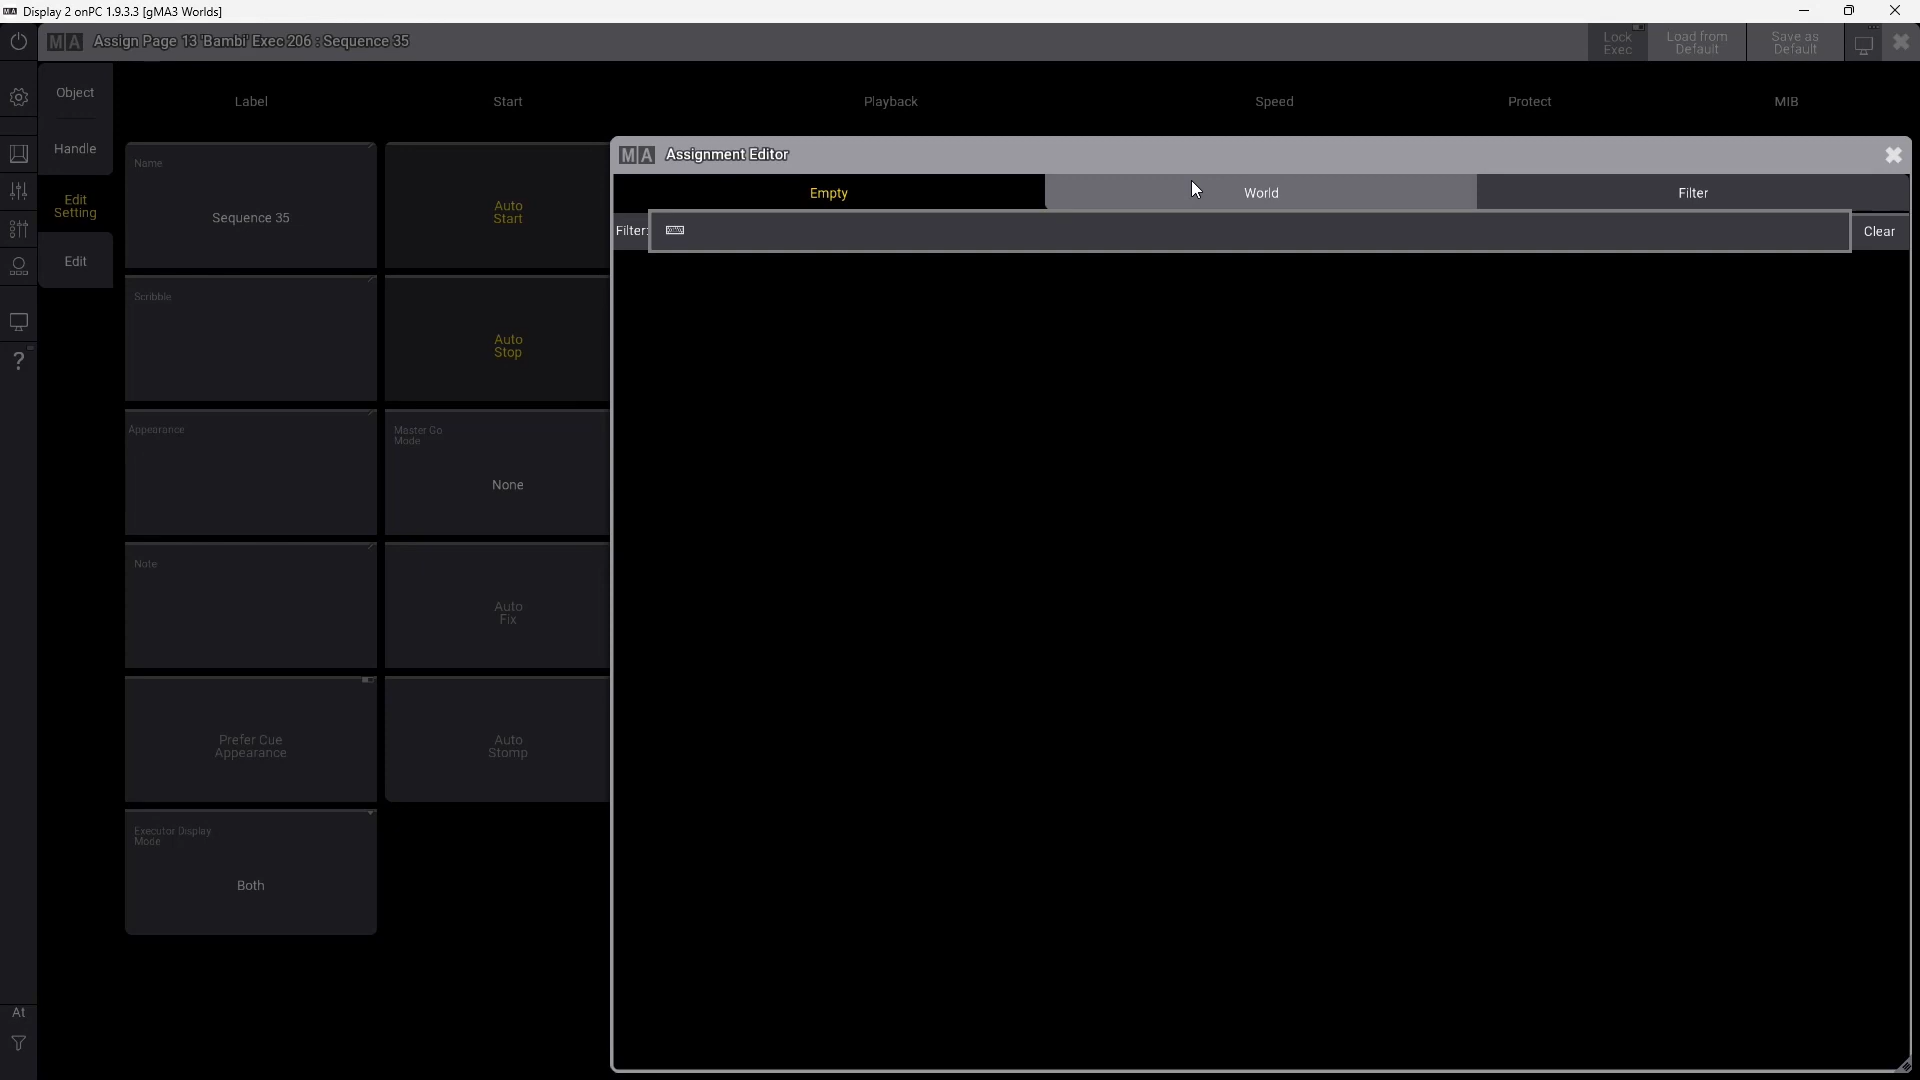 Display 2 onPC 1.9.3.3 [gMA3 Worlds]
MA Assign Page 13 'Bambi' Exec 206 : Sequence 35
Lock
Exec
Load from
Default
Save as
Default
Object
Handle
Edit
Setting
Edit
Label
Start
Playback
Speed
Protect
MIB
Name
Sequence 35
Auto
Start
Scribble
Auto
Stop
Appearance
Master Go
Mode
None
Note
Auto
Fix
Prefer Cue
Appearance
Auto
Stomp
Executor Display
Mode
Both
MA Assignment Editor
Empty
World
Filter
Filter:
Clear
?
At